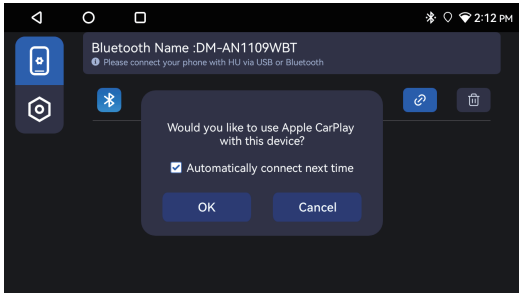 2:12 PM
Bluetooth Name :DM-AN1109WBT
Please connect your phone with HU via USB or Bluetooth
Would you like to use Apple CarPlay
with this device?
Automatically connect next time
OK
Cancel